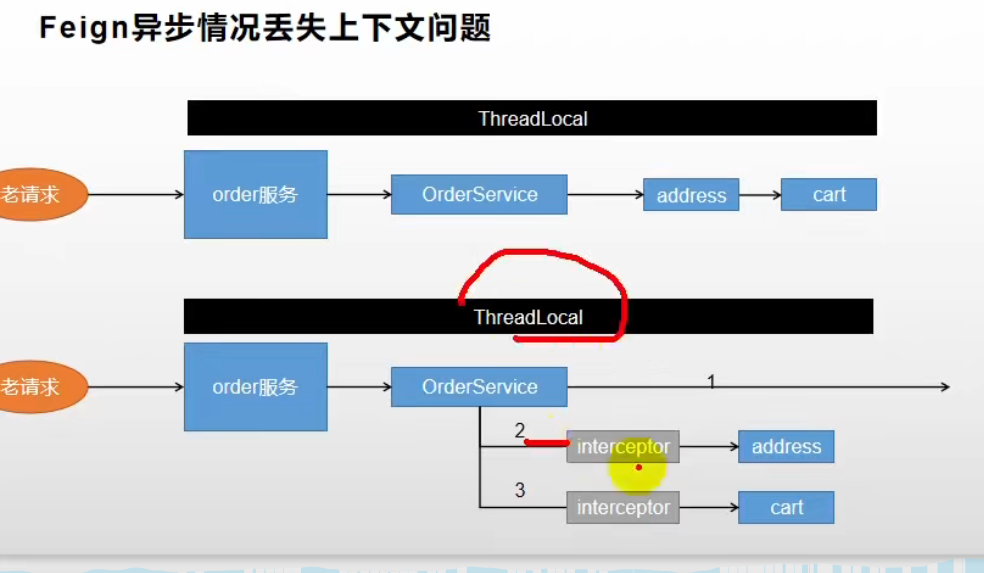 Feign异步情况丢失上下文问题
ThreadLocal
老请求
order服务
OrderService
address
cart
ThreadLocal
老请求
order服务
OrderService
1
2
interceptor
address
3
interceptor
cart